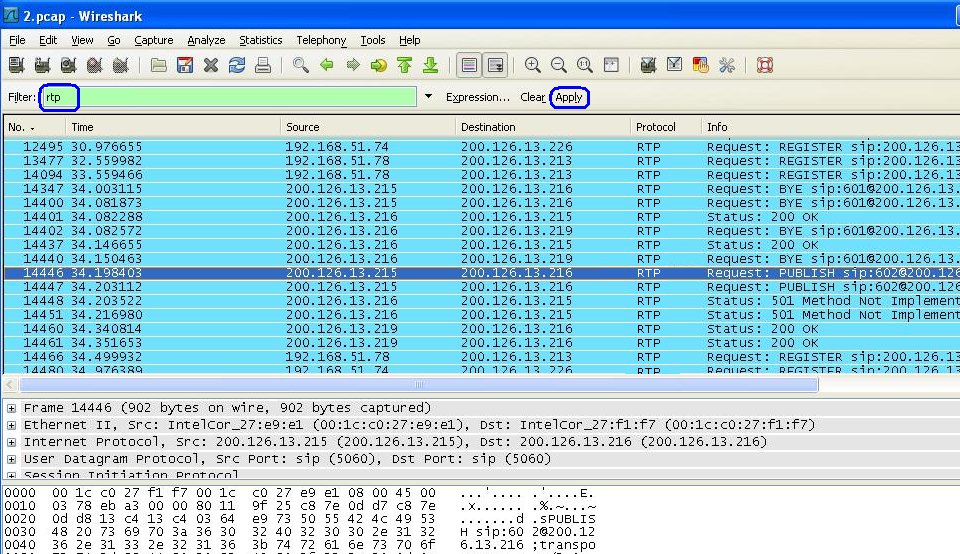 2.pcap - Wireshark
File Edit View Go Capture Analyze Statistics Telephony Tools Help
Filter: rtp Expression... Clear Apply
No. Time Source Destination Protocol Info
12495 30.976655 192.168.51.74 200.126.13.226 RTP Request: REGISTER sip:200.126.13
13477 32.559982 192.168.51.78 200.126.13.213 RTP Request: REGISTER sip:200.126.13
14094 33.559466 192.168.51.78 200.126.13.213 RTP Request: REGISTER sip:200.126.13
14347 34.003115 200.126.13.215 200.126.13.216 RTP Request: BYE sip:601@200.126.13.
14400 34.081873 200.126.13.215 200.126.13.216 RTP Request: BYE sip:601@200.126.13.
14401 34.082288 200.126.13.216 200.126.13.215 RTP Status: 200 OK
14402 34.082572 200.126.13.216 200.126.13.219 RTP Request: BYE sip:601@200.126.13.
14437 34.146655 200.126.13.216 200.126.13.215 RTP Status: 200 OK
14440 34.150463 200.126.13.216 200.126.13.219 RTP Request: BYE sip:601@200.126.13.
14446 34.198403 200.126.13.215 200.126.13.216 RTP Request: PUBLISH sip:602@200.126
14447 34.203112 200.126.13.215 200.126.13.216 RTP Request: PUBLISH sip:602@200.126
14448 34.203522 200.126.13.216 200.126.13.215 RTP Status: 501 Method Not Implement
14451 34.216980 200.126.13.216 200.126.13.215 RTP Status: 501 Method Not Implement
14460 34.340814 200.126.13.219 200.126.13.216 RTP Status: 200 OK
14461 34.351653 200.126.13.219 200.126.13.216 RTP Status: 200 OK
14466 34.499932 192.168.51.78 200.126.13.213 RTP Request: REGISTER sip:200.126.13
14480 34.976389 192.168.51.74 200.126.13.226 RTP Request: REGISTER sip:200.126.13
Frame 14446 (902 bytes on wire, 902 bytes captured)
Ethernet II, Src: IntelCor_27:e9:e1 (00:1c:c0:27:e9:e1), Dst: IntelCor_27:f1:f7 (00:1c:c0:27:f1:f7)
Internet Protocol, Src: 200.126.13.215 (200.126.13.215), Dst: 200.126.13.216 (200.126.13.216)
User Datagram Protocol, Src Port: sip (5060), Dst Port: sip (5060)
Session Initiation Protocol
0000 00 1c c0 27 f1 f7 00 1c c0 27 e9 e1 08 00 45 00 ...'.... .'....E.
0010 03 78 eb a3 00 00 80 11 9f 25 c8 7e 0d d7 c8 7e .x...... .%.~...~
0020 0d d8 13 c4 13 c4 03 64 e9 73 50 55 42 4c 49 53 .......d .sPUBLIS
0030 48 20 73 69 70 3a 36 30 32 40 32 30 30 2e 31 32 H sip:60 2@200.12
0040 36 2e 31 33 2e 32 31 36 3b 74 72 61 6e 73 70 6f 6.13.216 ;transpo